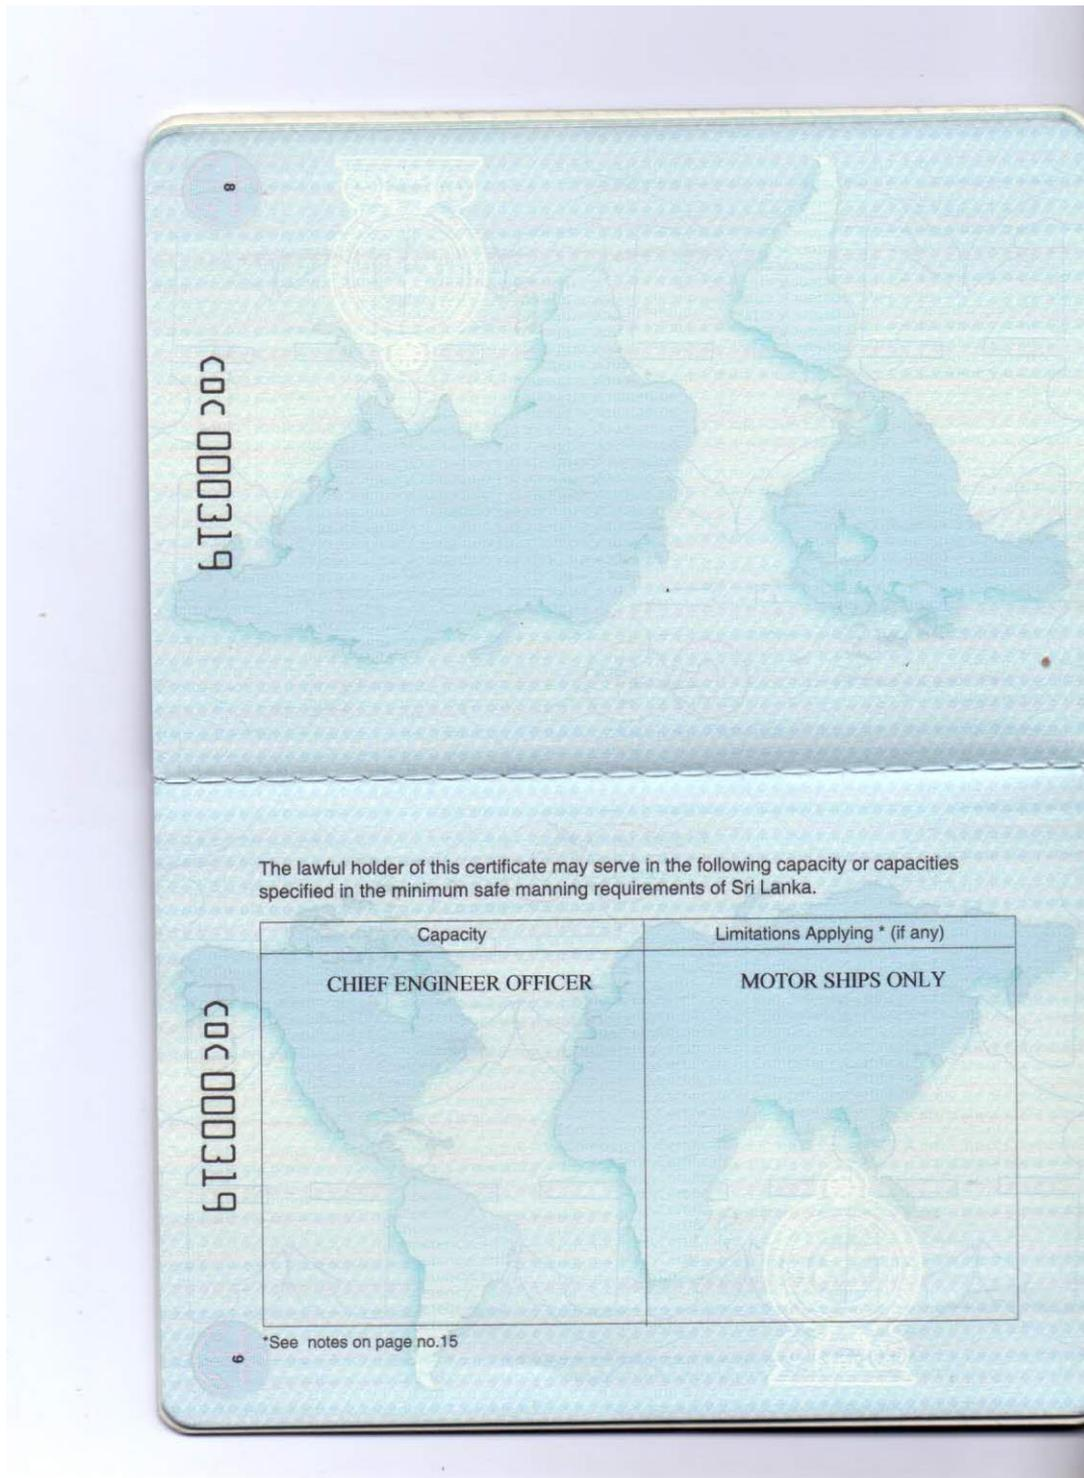 8
COC 000319
The lawful holder of this certificate may serve in the following capacity or capacities
specified in the minimum safe manning requirements of Sri Lanka.
Capacity
Limitations Applying * (if any)
CHIEF ENGINEER OFFICER
MOTOR SHIPS ONLY
COC 000319
*See notes on page no.15
9